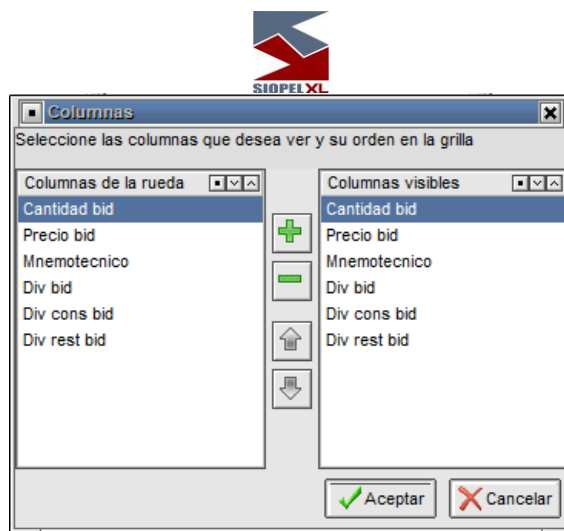 SIOPEL XL
Columnas
Seleccione las columnas que desea ver y su orden en la grilla
Columnas de la rueda
Cantidad bid
Precio bid
Mnemotecnico
Div bid
Div cons bid
Div rest bid
Columnas visibles
Cantidad bid
Precio bid
Mnemotecnico
Div bid
Div cons bid
Div rest bid
Aceptar
Cancelar